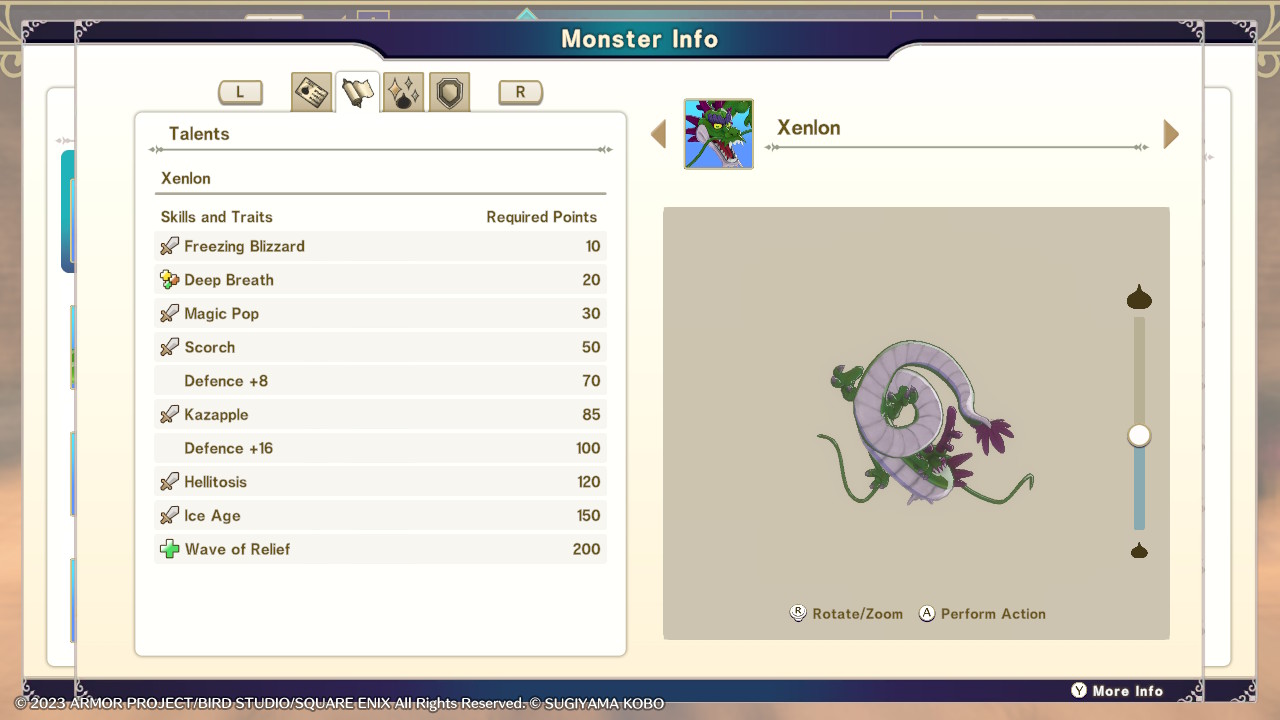 Monster Info
L
R
Talents
Xenlon
Skills and Traits Required Points
Freezing Blizzard 10
Deep Breath 20
Magic Pop 30
Scorch 50
Defence +8 70
Kazapple 85
Defence +16 100
Hellitosis 120
Ice Age 150
Wave of Relief 200
Xenlon
R Rotate/Zoom A Perform Action
Y More Info
© 2023 ARMOR PROJECT/BIRD STUDIO/SQUARE ENIX All Rights Reserved. © SUGIYAMA KOBO